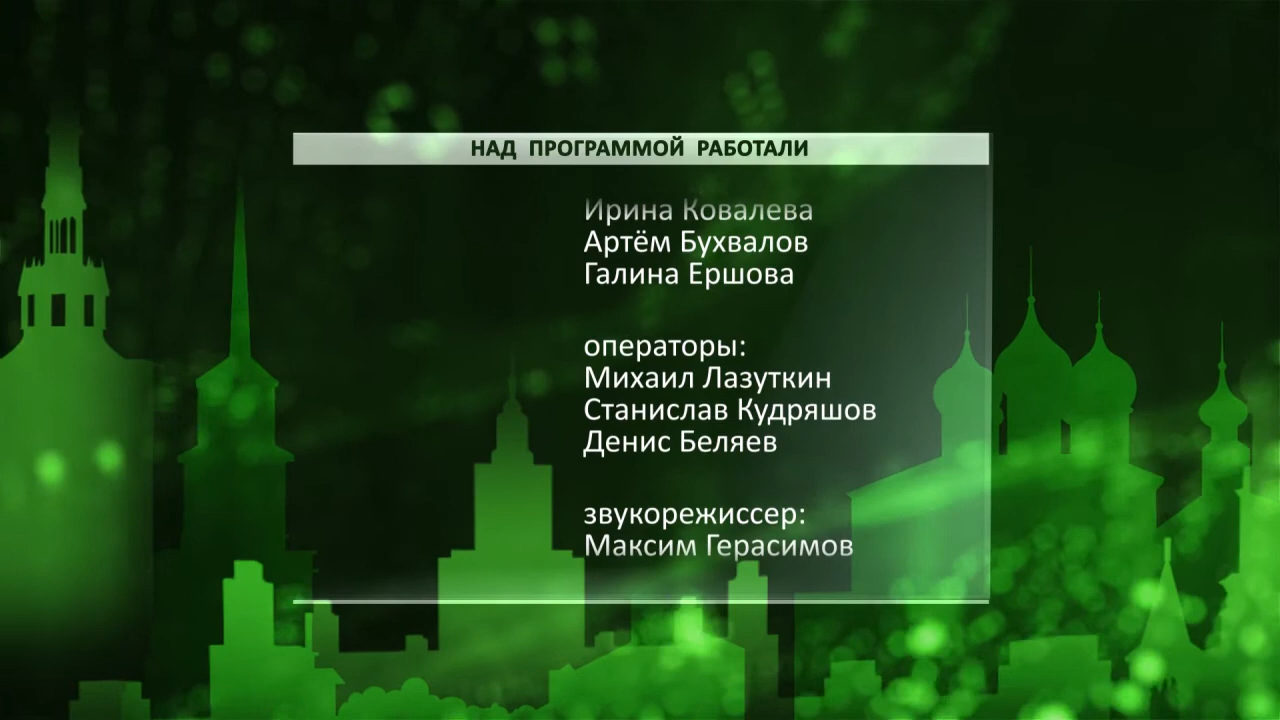 НАД ПРОГРАММОЙ РАБОТАЛИ
Ирина Ковалева
Артём Бухвалов
Галина Ершова
операторы:
Михаил Лазуткин
Станислав Кудряшов
Денис Беляев
звукорежиссер:
Максим Герасимов